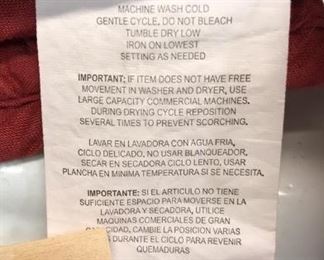 MACHINE WASH COLD
GENTLE CYCLE, DO NOT BLEACH
TUMBLE DRY LOW
IRON ON LOWEST
SETTING AS NEEDED
IMPORTANT: IF ITEM DOES NOT HAVE FREE
MOVEMENT IN WASHER AND DRYER, USE
LARGE CAPACITY COMMERCIAL MACHINES.
DURING DRYING CYCLE REPOSITION
SEVERAL TIMES TO PREVENT SCORCHING.
LAVAR EN LAVADORA CON AGUA FRIA,
CICLO DELICADO, NO USAR BLANQUEADOR,
SECAR EN SECADORA CICLO LENTO, USAR
PLANCHA EN MINIMA TEMPERATURA SI SE NECESITA.
IMPORTANTE: SI EL ARTICULO NO TIENE
SUFICIENTE ESPACIO PARA MOVERSE EN LA
LAVADORA Y SECADORA, UTILICE
MAQUINAS COMERCIALES DE GRAN
CAMBIE LA POSICION VARIAS
DURANTE EL CICLO PARA REVENIR
QUEMADURAS